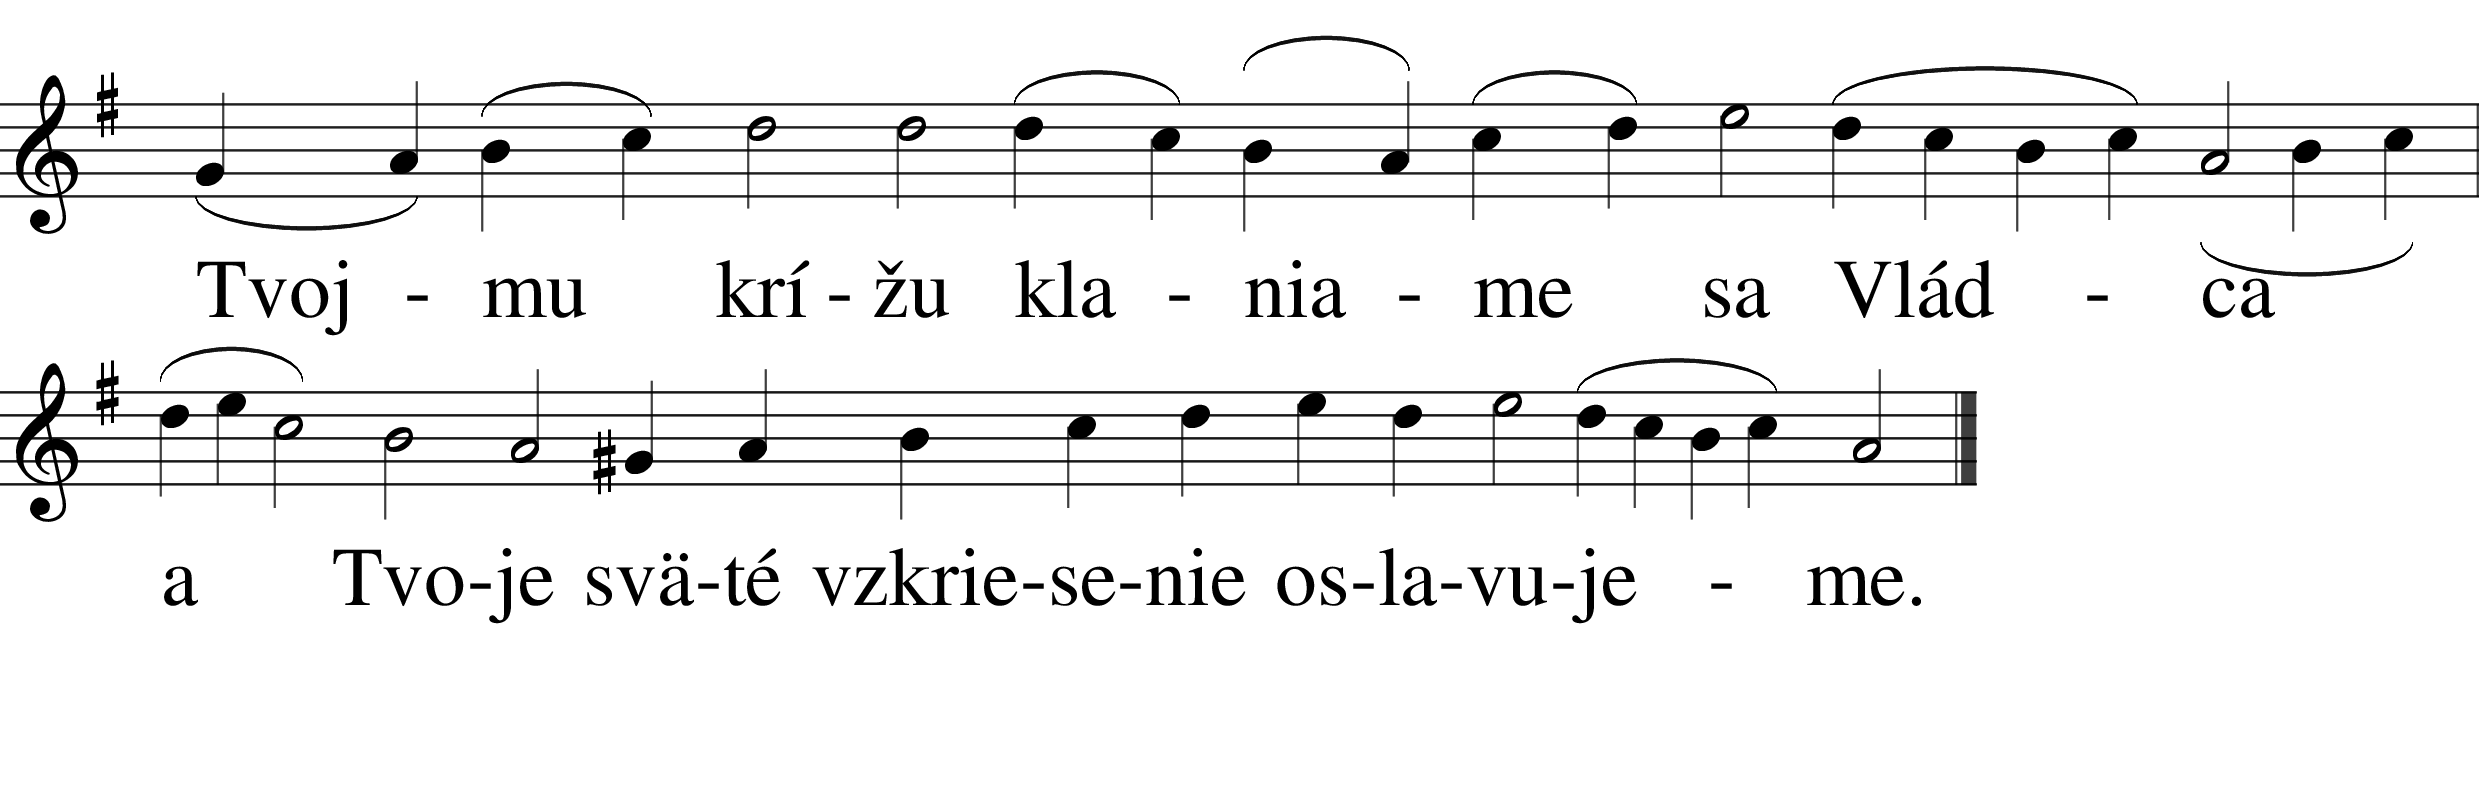 Tvoj - mu krí - žu kla - nia - me sa Vlád - ca
a Tvo-je svä-té vzkrie-se-nie os-la-vu-je - me.